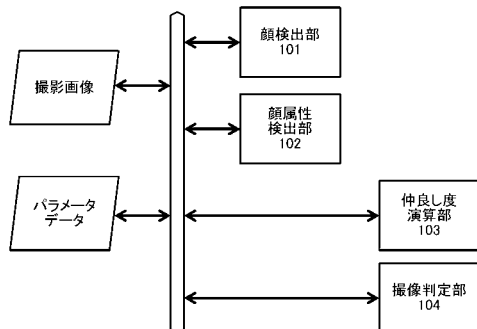 顔検出部
101
撮影画像
顔属性
検出部
102
パラメータ
データ
仲良し度
演算部
103
撮像判定部
104